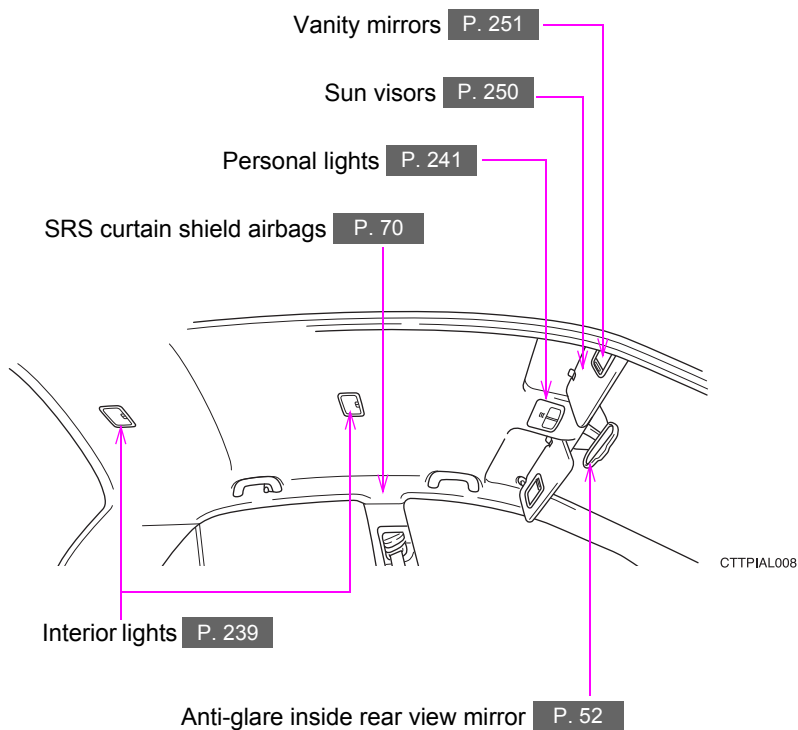 Vanity mirrors P. 251
Sun visors P. 250
Personal lights P. 241
SRS curtain shield airbags P. 70
CTTPIAL008
Interior lights P. 239
Anti-glare inside rear view mirror P. 52